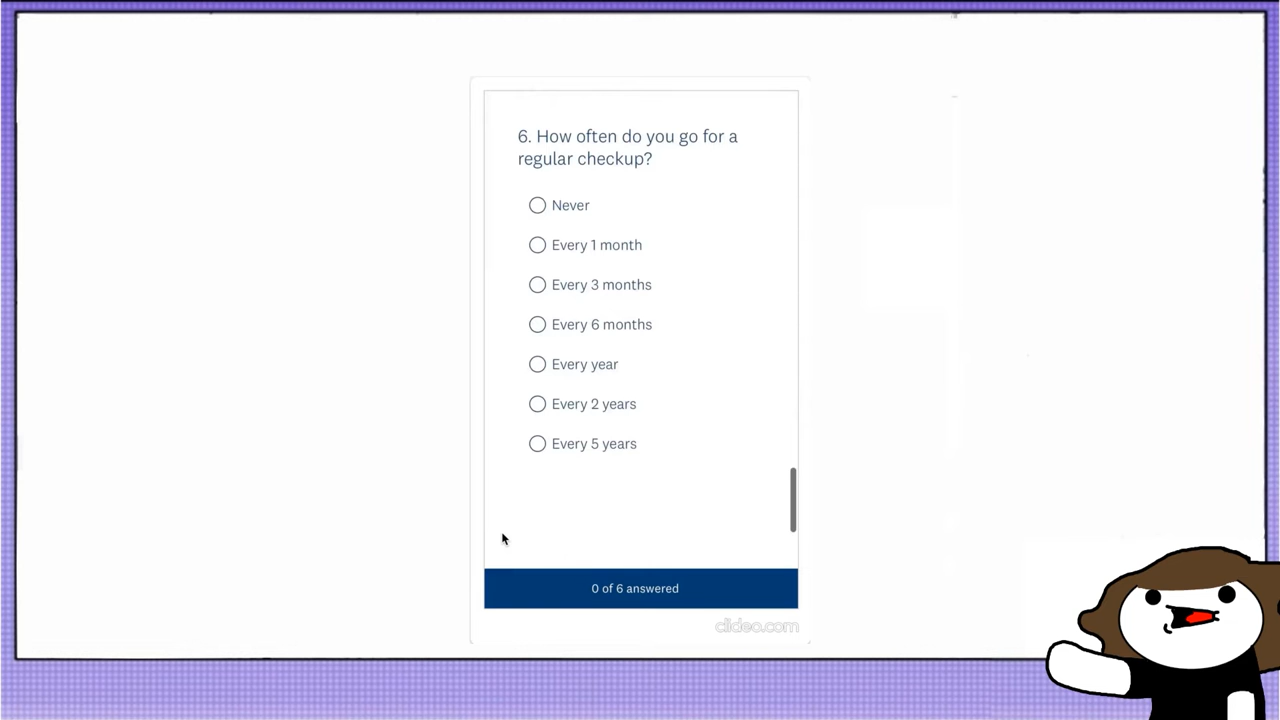 6. How often do you go for a
regular checkup?
Never
Every 1 month
Every 3 months
Every 6 months
Every year
Every 2 years
Every 5 years
0 of 6 answered
clideo.com